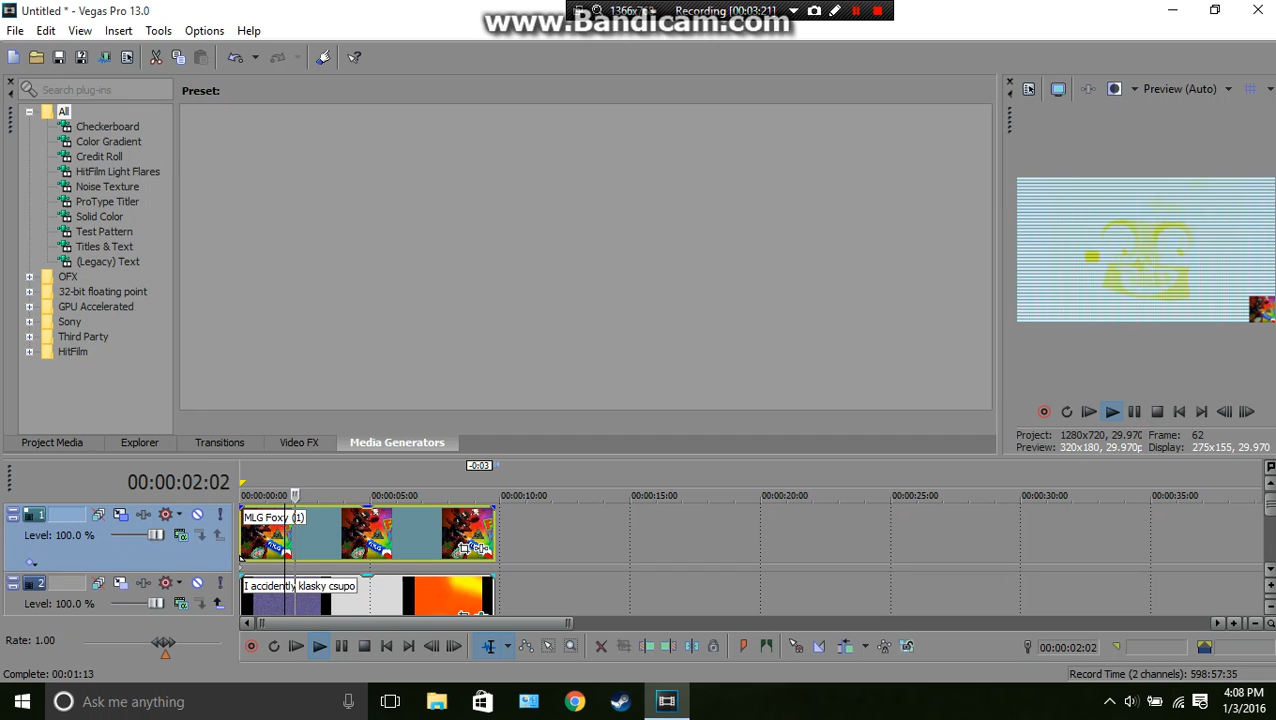 Untitled * - Vegas Pro 13.0
www.Bandicam.com
Recording [00:03:21]
File Edit View Insert Tools Options Help
Search plug-ins
Preset:
Preview (Auto)
All
Checkerboard
Color Gradient
Credit Roll
HitFilm Light Flares
Noise Texture
ProType Titler
Solid Color
Test Pattern
Titles & Text
(Legacy) Text
OFX
32-bit floating point
GPU Accelerated
Sony
Third Party
HitFilm
Project Media Explorer Transitions Video FX Media Generators
Project: 1280x720, 29.970 Frame: 62
Preview: 320x180, 29.970p Display: 275x155, 29.970
-0:03
00:00:02:02
00:00:00:00 00:00:05:00 00:00:10:00 00:00:15:00 00:00:20:00 00:00:25:00 00:00:30:00 00:00:35:00
1
MLG Foxy (1)
Level: 100.0 %
2
I accidently klasky csupo
Level: 100.0 %
Rate: 1.00
00:00:02:02
Complete: 00:01:13
Record Time (2 channels): 598:57:35
Ask me anything
4:08 PM
1/3/2016